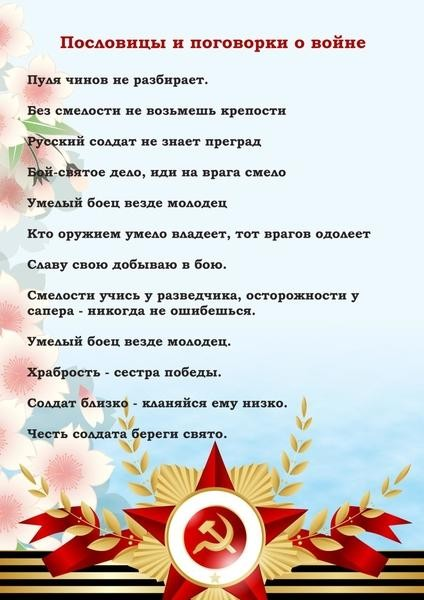 Пословицы и поговорки о войне
Пуля чинов не разбирает.
Без смелости не возьмешь крепости
Русский солдат не знает преград
Бой-святое дело, иди на врага смело
Умелый боец везде молодец
Кто оружием умело владеет, тот врагов одолеет
Славу свою добываю в бою.
Смелости учись у разведчика, осторожности у
сапера - никогда не ошибешься.
Умелый боец везде молодец.
Храбрость - сестра победы.
Солдат близко - кланяйся ему низко.
Честь солдата береги свято.